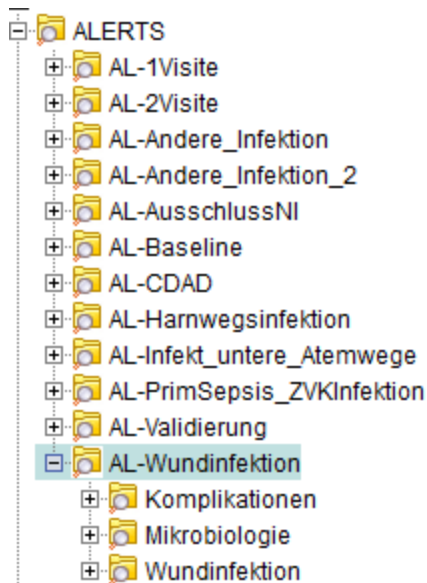 ALERTS
AL-1Visite
AL-2Visite
AL-Andere_Infektion
AL-Andere_Infektion_2
AL-AusschlussNI
AL-Baseline
AL-CDAD
AL-Harnwegsinfektion
AL-Infekt_untere_Atemwege
AL-PrimSepsis_ZVKInfektion
AL-Validierung
AL-Wundinfektion
Komplikationen
Mikrobiologie
Wundinfektion